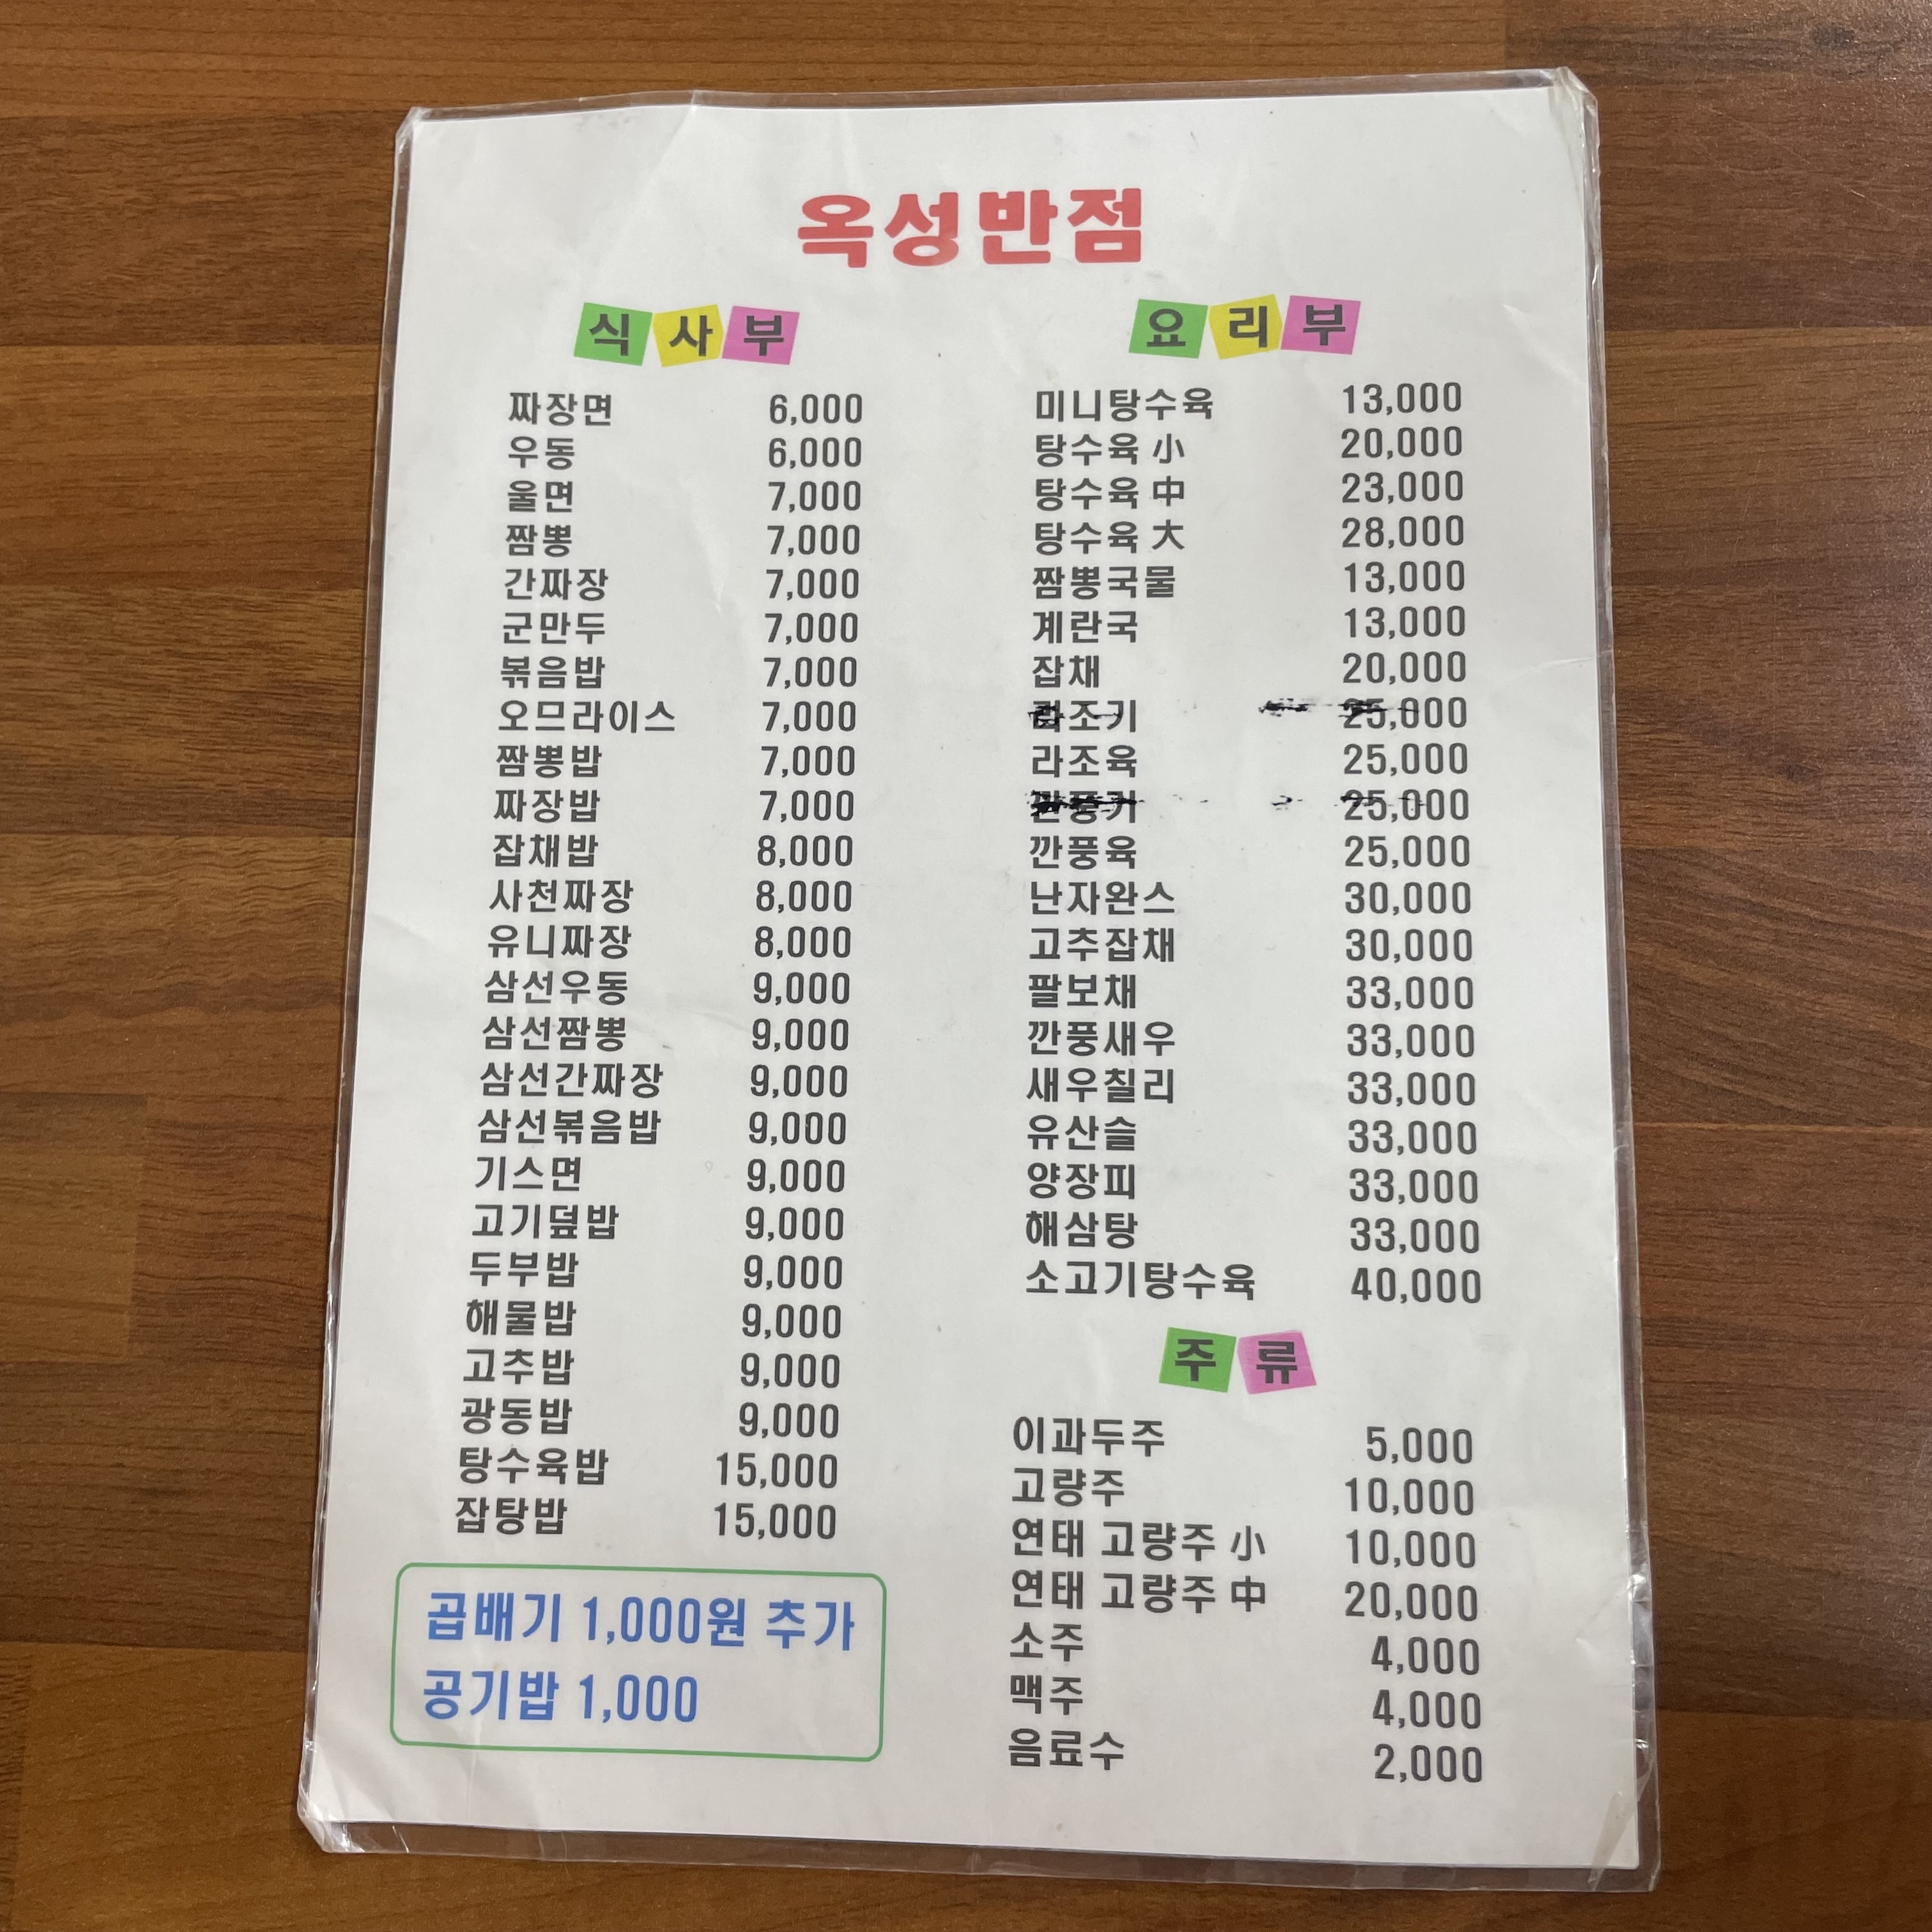 옥성반점
식사부
짜장면 6,000
우동 6,000
울면 7,000
짬뽕 7,000
간짜장 7,000
군만두 7,000
볶음밥 7,000
오므라이스 7,000
짬뽕밥 7,000
짜장밥 7,000
잡채밥 8,000
사천짜장 8,000
유니짜장 8,000
삼선우동 9,000
삼선짬뽕 9,000
삼선간짜장 9,000
삼선볶음밥 9,000
기스면 9,000
고기덮밥 9,000
두부밥 9,000
해물밥 9,000
고추밥 9,000
광동밥 9,000
탕수육밥 15,000
잡탕밥 15,000
곱배기 1,000원 추가
공기밥 1,000
요리부
미니탕수육 13,000
탕수육 小 20,000
탕수육 中 23,000
탕수육 大 28,000
짬뽕국물 13,000
계란국 13,000
잡채 20,000
라조기 25,000
라조육 25,000
깐풍기 25,000
깐풍육 25,000
난자완스 30,000
고추잡채 30,000
팔보채 33,000
깐풍새우 33,000
새우칠리 33,000
유산슬 33,000
양장피 33,000
해삼탕 33,000
소고기탕수육 40,000
주류
이과두주 5,000
고량주 10,000
연태 고량주 小 10,000
연태 고량주 中 20,000
소주 4,000
맥주 4,000
음료수 2,000